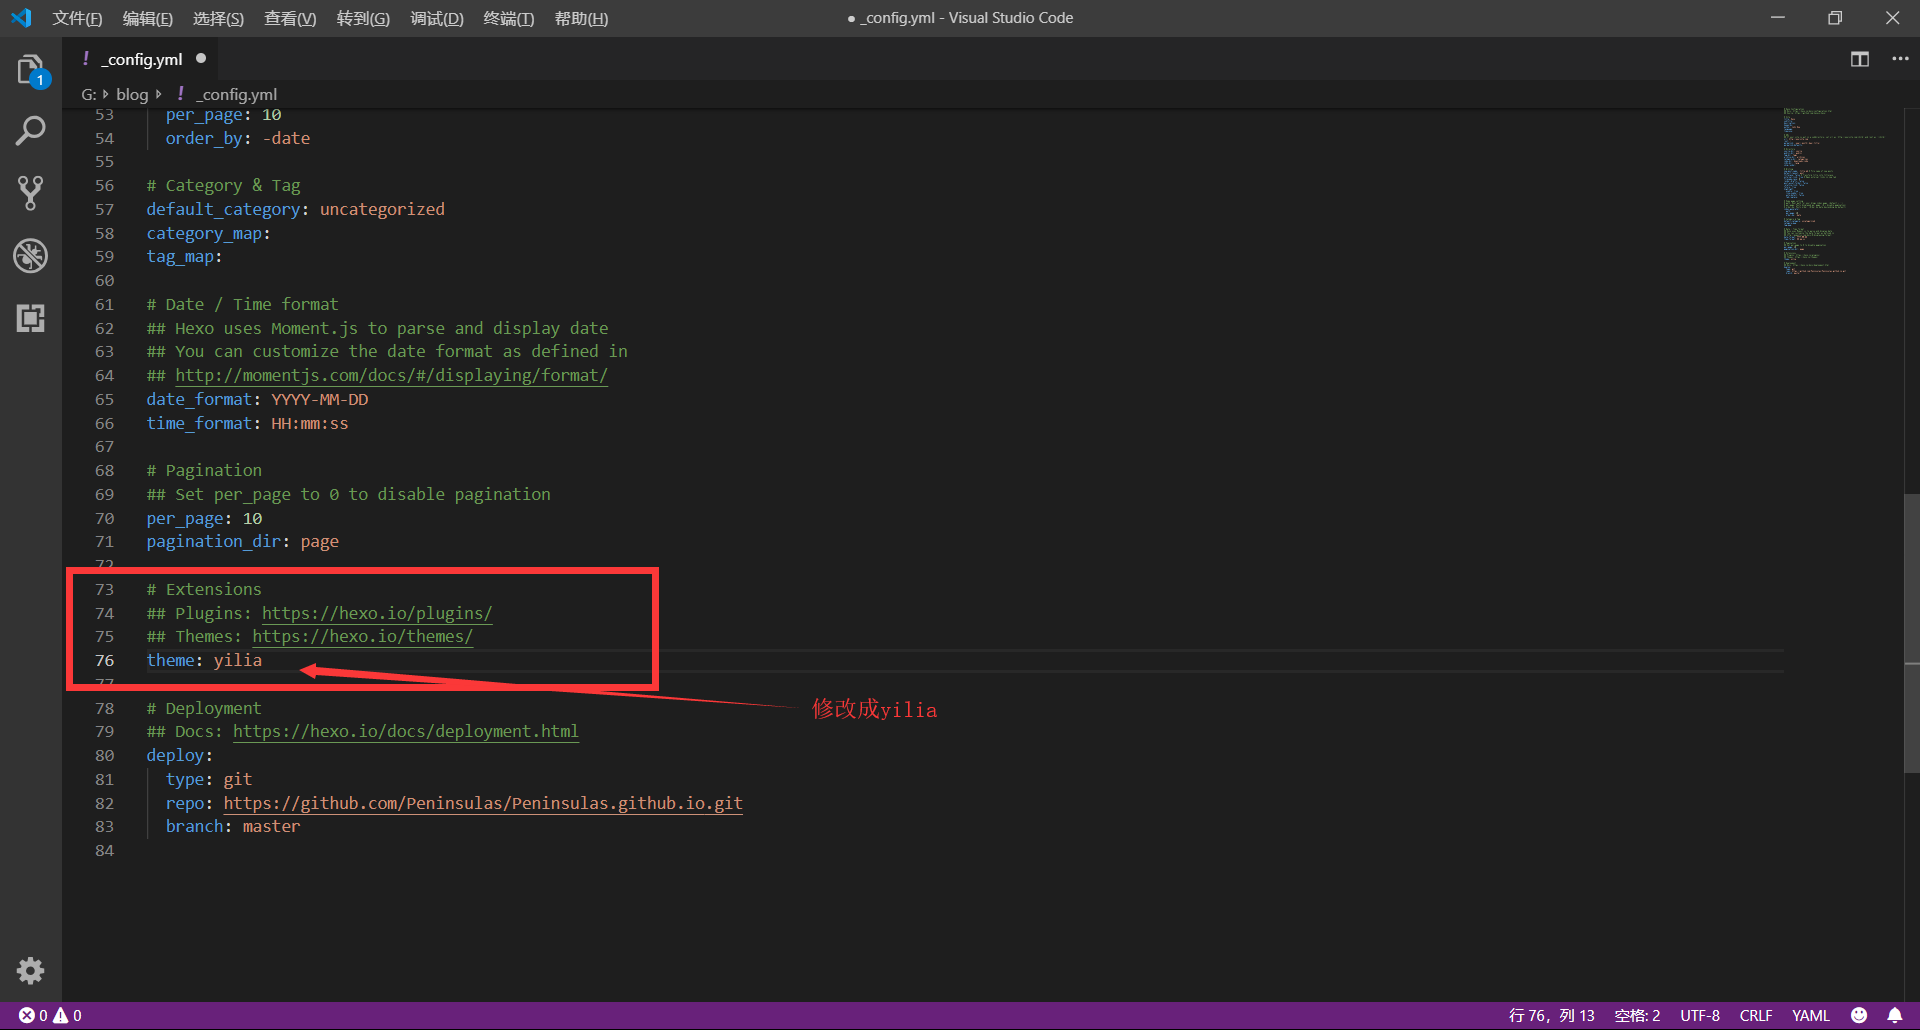 文件(F) 编辑(E) 选择(S) 查看(V) 转到(G) 调试(D) 终端(T) 帮助(H) ● _config.yml - Visual Studio Code
! _config.yml ●
1
G: blog ! _config.yml
53 per_page: 10
54 order_by: -date
55
56 # Category & Tag
57 default_category: uncategorized
58 category_map:
59 tag_map:
60
61 # Date / Time format
62 ## Hexo uses Moment.js to parse and display date
63 ## You can customize the date format as defined in
64 ## http://momentjs.com/docs/#/displaying/format/
65 date_format: YYYY-MM-DD
66 time_format: HH:mm:ss
67
68 # Pagination
69 ## Set per_page to 0 to disable pagination
70 per_page: 10
71 pagination_dir: page
72
73 # Extensions
74 ## Plugins: https://hexo.io/plugins/
75 ## Themes: https://hexo.io/themes/
76 theme: yilia
77
修改成yilia
78 # Deployment
79 ## Docs: https://hexo.io/docs/deployment.html
80 deploy:
81 type: git
82 repo: https://github.com/Peninsulas/Peninsulas.github.io.git
83 branch: master
84
0 0 行 76，列 13 空格: 2 UTF-8 CRLF YAML